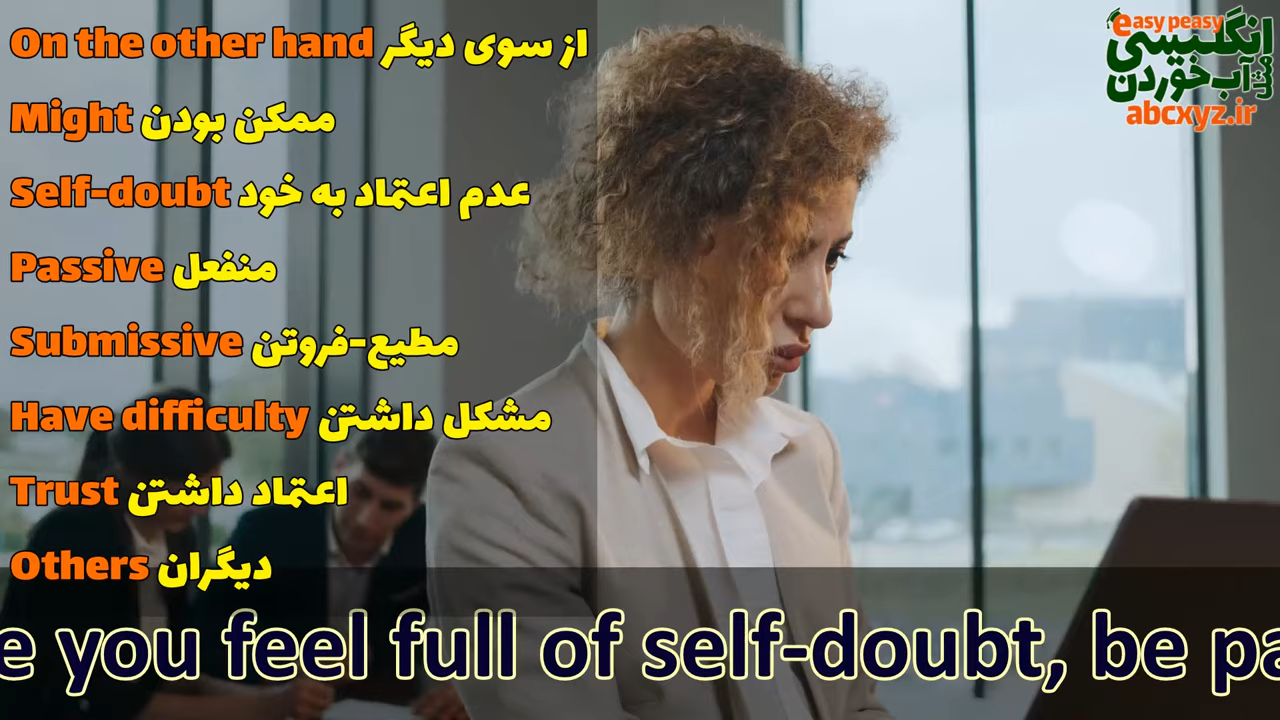 On the other hand از سوی دیگر
Might ممکن بودن
Self-doubt عدم اعتماد به خود
Passive منفعل
Submissive مطیع-فروتن
Have difficulty مشکل داشتن
Trust اعتماد داشتن
Others دیگران
e you feel full of self-doubt, be pa
easy peasy
انگلیسی
مثل آب خوردن
abcxyz.ir